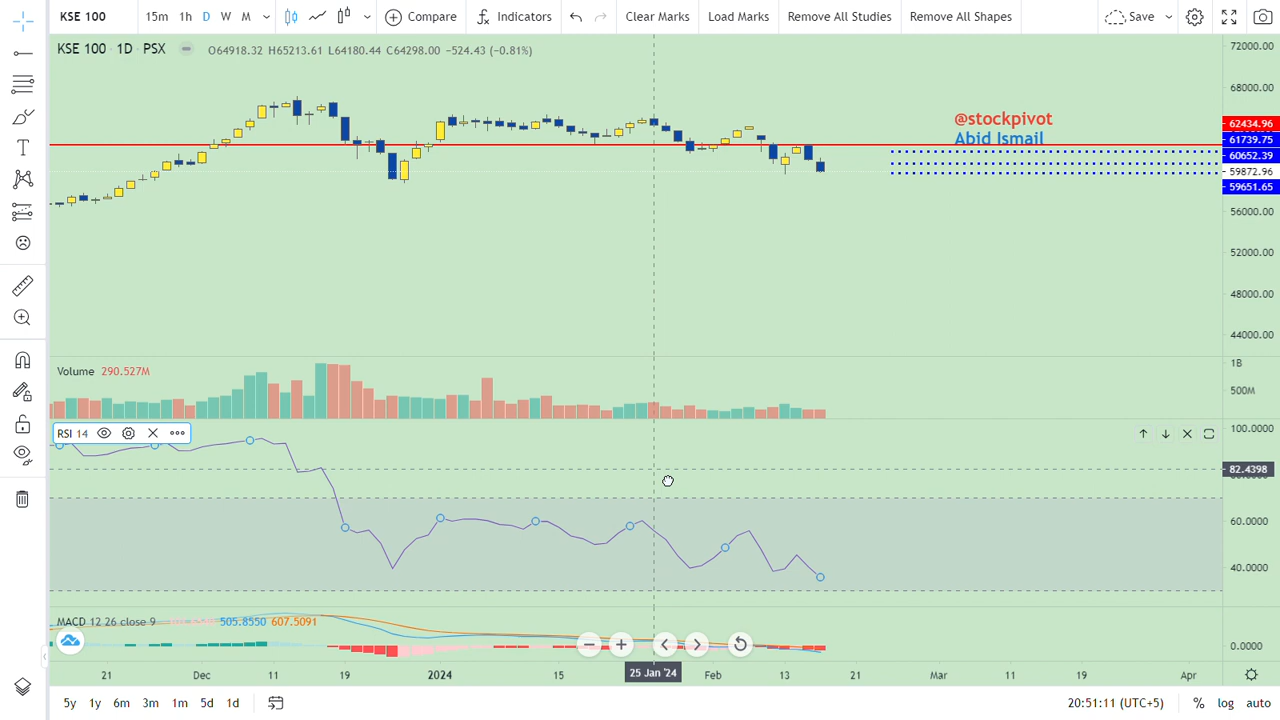 KSE 100 15m 1h D W M Compare Indicators Clear Marks Load Marks Remove All Studies Remove All Shapes Save
KSE 100 · 1D · PSX O64918.32 H65213.61 L64180.44 C64298.00 −524.43 (−0.81%)
72000.00
68000.00
@stockpivot
62434.96
Abid Ismail
61739.75
60652.39
59872.96
59651.65
56000.00
52000.00
48000.00
44000.00
Volume 290.527M
1B
500M
RSI 14
100.0000
82.4398
60.0000
40.0000
MACD 12 26 close 9 505.8550 607.5091
0.0000
21 Dec 11 19 2024 15 25 Jan '24 Feb 13 21 Mar 11 19 Apr
5y 1y 6m 3m 1m 5d 1d 20:51:11 (UTC+5) % log auto